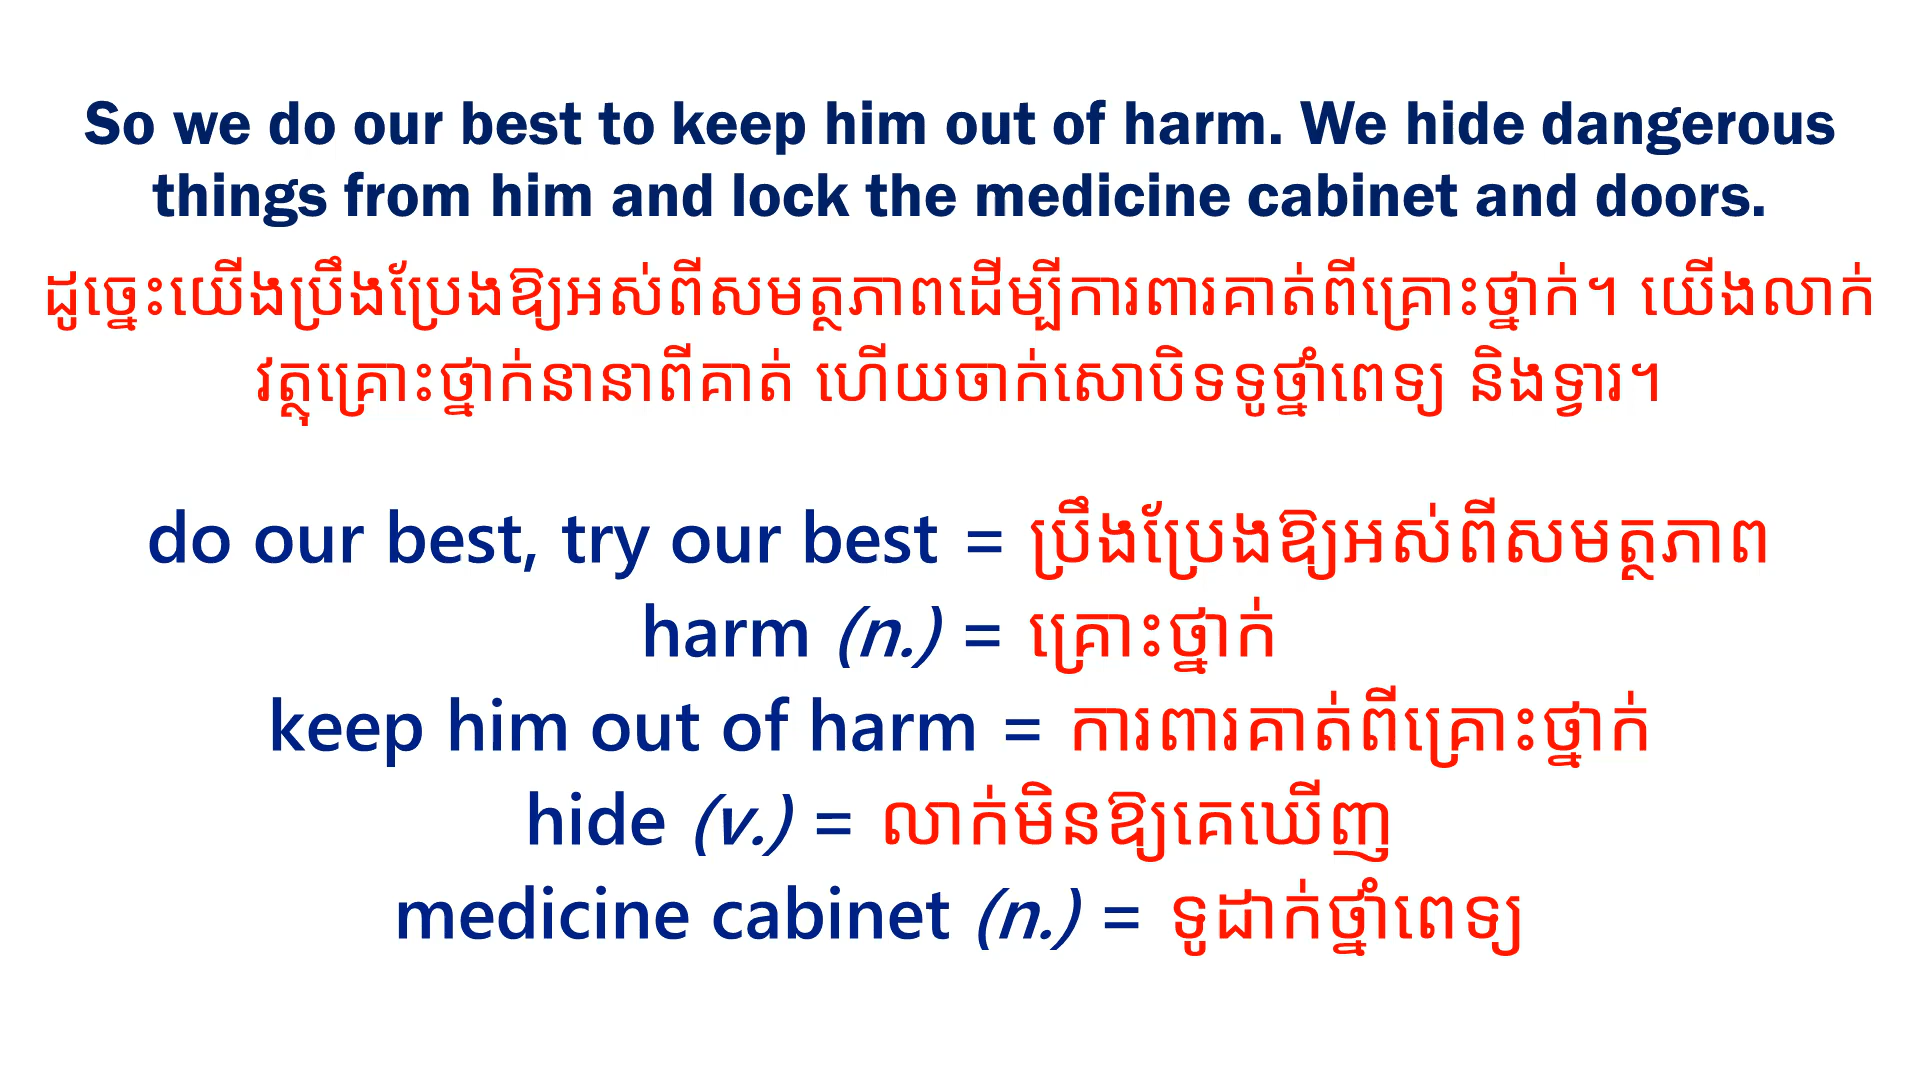 So we do our best to keep him out of harm. We hide dangerous
things from him and lock the medicine cabinet and doors.
ដូច្នេះយើងប្រឹងប្រែងឱ្យអស់ពីសមត្ថភាពដើម្បីការពារគាត់ពីគ្រោះថ្នាក់។ យើងលាក់
វត្ថុគ្រោះថ្នាក់នានាពីគាត់ ហើយចាក់សោបិទទូថ្នាំពេទ្យ និងទ្វារ។
do our best, try our best = ប្រឹងប្រែងឱ្យអស់ពីសមត្ថភាព
harm (n.) = គ្រោះថ្នាក់
keep him out of harm = ការពារគាត់ពីគ្រោះថ្នាក់
hide (v.) = លាក់មិនឱ្យគេឃើញ
medicine cabinet (n.) = ទូដាក់ថ្នាំពេទ្យ